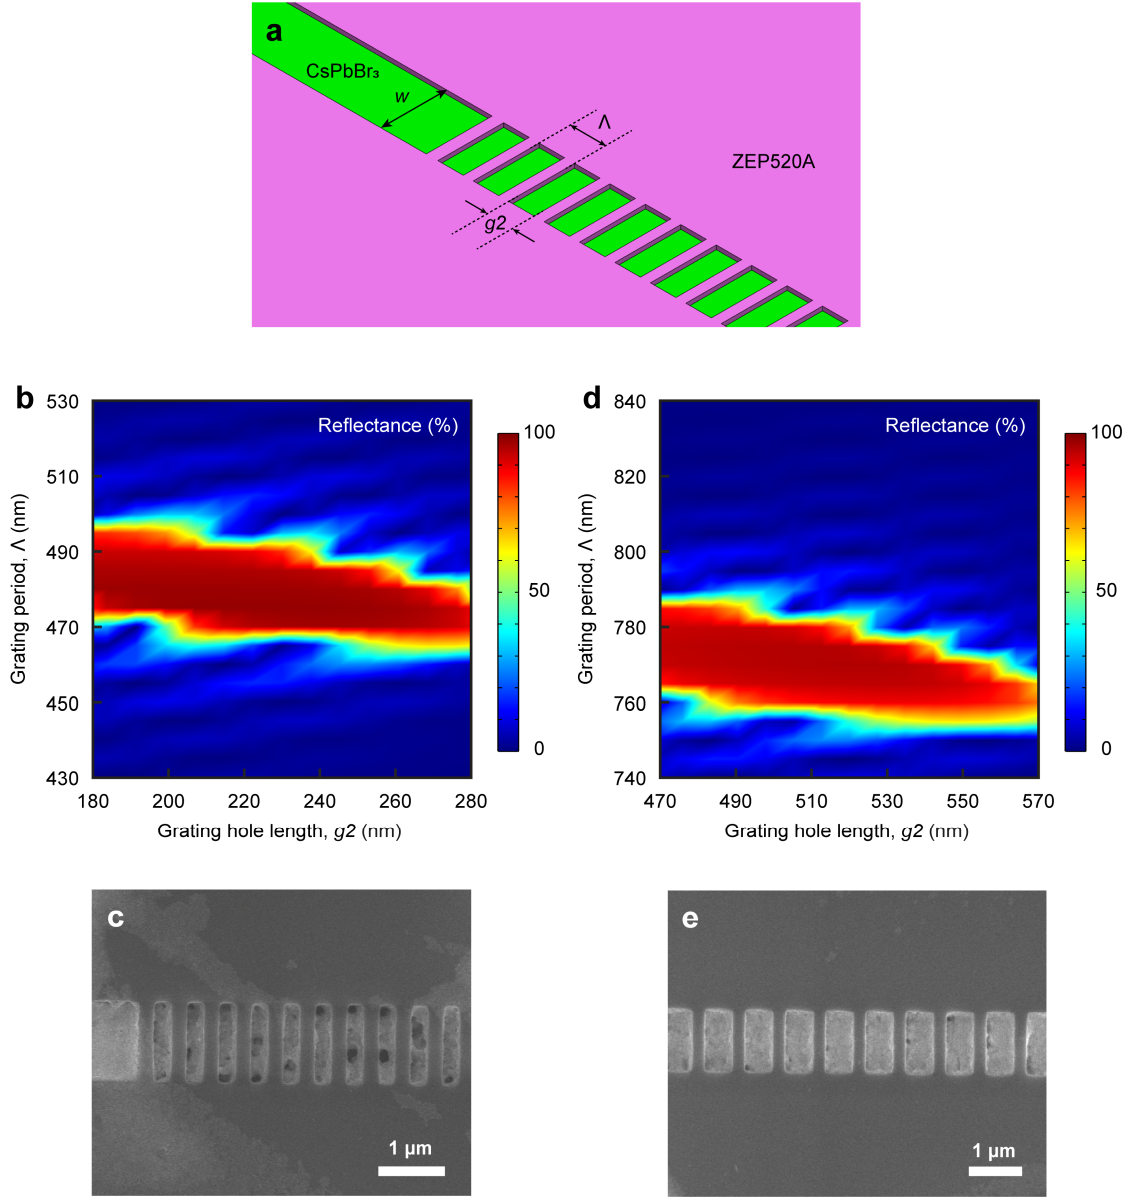 a
CsPbBr₃
w
Λ
ZEP520A
g2
b
530
510
490
470
450
430
180 200 220 240 260 280
Grating period, Λ (nm)
Grating hole length, g2 (nm)
Reflectance (%)
100
50
0
d
840
820
800
780
760
740
470 490 510 530 550 570
Grating period, Λ (nm)
Grating hole length, g2 (nm)
Reflectance (%)
100
50
0
c
1 μm
e
1 μm